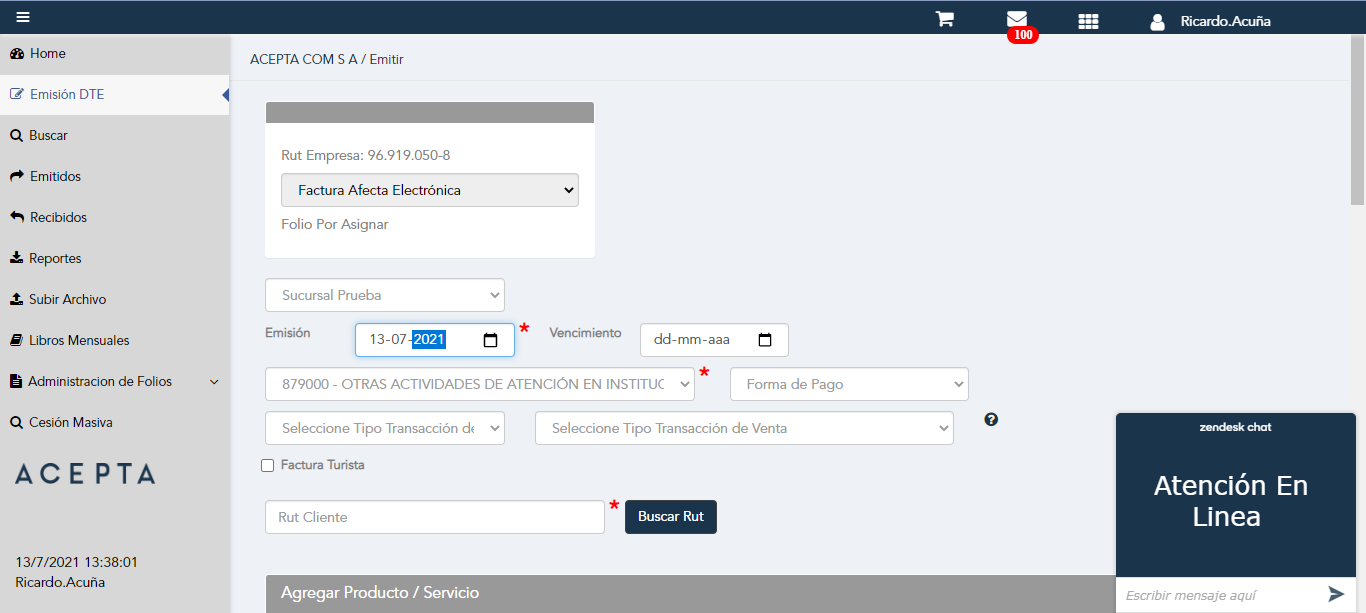 Ricardo.Acuña
100
Home
Emisión DTE
Buscar
Emitidos
Recibidos
Reportes
Subir Archivo
Libros Mensuales
Administracion de Folios
Cesión Masiva
ACEPTA
13/7/2021 13:38:01
Ricardo.Acuña
ACEPTA COM S A / Emitir
Rut Empresa: 96.919.050-8
Factura Afecta Electrónica
Folio Por Asignar
Sucursal Prueba
Emisión 13-07-2021 * Vencimiento dd-mm-aaa
879000 - OTRAS ACTIVIDADES DE ATENCIÓN EN INSTITUC * Forma de Pago
Seleccione Tipo Transacción de Seleccione Tipo Transacción de Venta ?
Factura Turista
Rut Cliente * Buscar Rut
Agregar Producto / Servicio
zendesk chat
Atención En
Linea
Escribir mensaje aquí